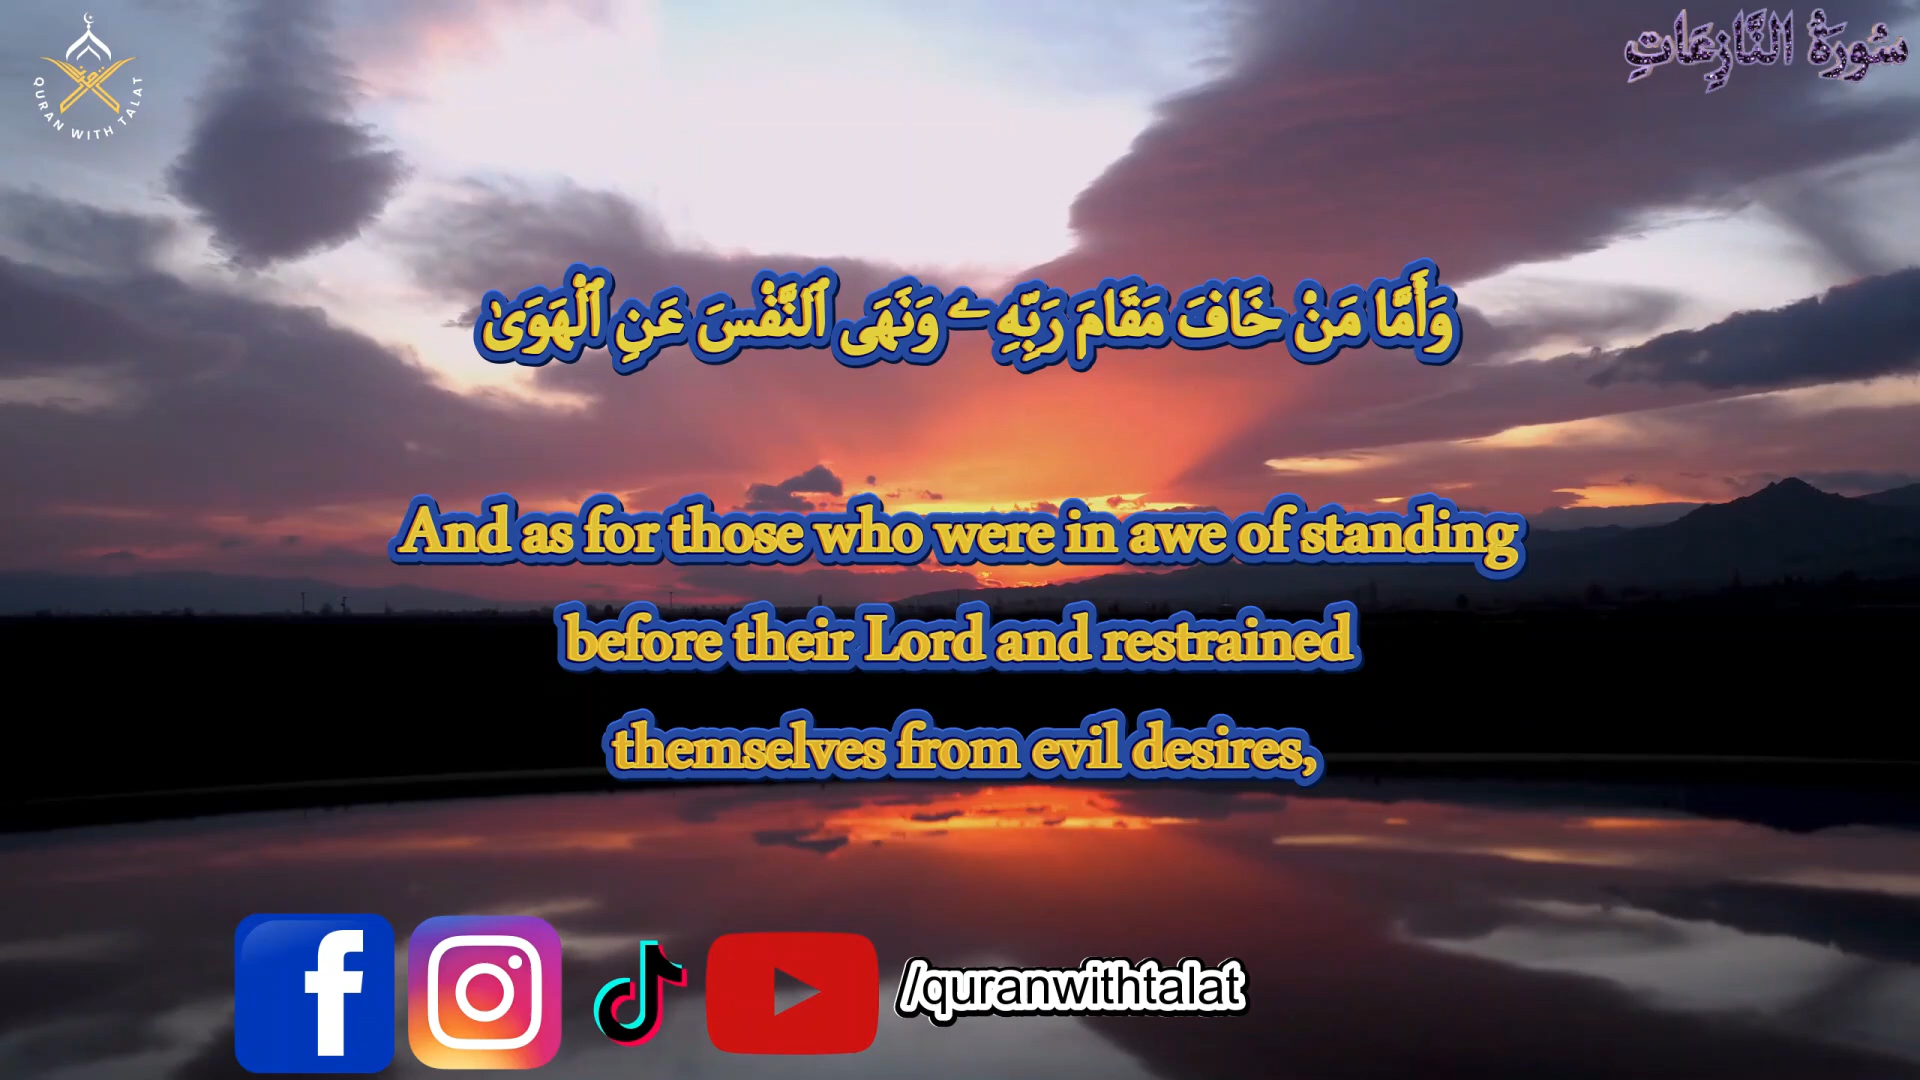 QURAN WITH TALAT
سُورَةُ النَّازِعَاتِ
وَأَمَّا مَنْ خَافَ مَقَامَ رَبِّهِۦ وَنَهَى ٱلنَّفْسَ عَنِ ٱلْهَوَىٰ
And as for those who were in awe of standing
before their Lord and restrained
themselves from evil desires,
/quranwithtalat